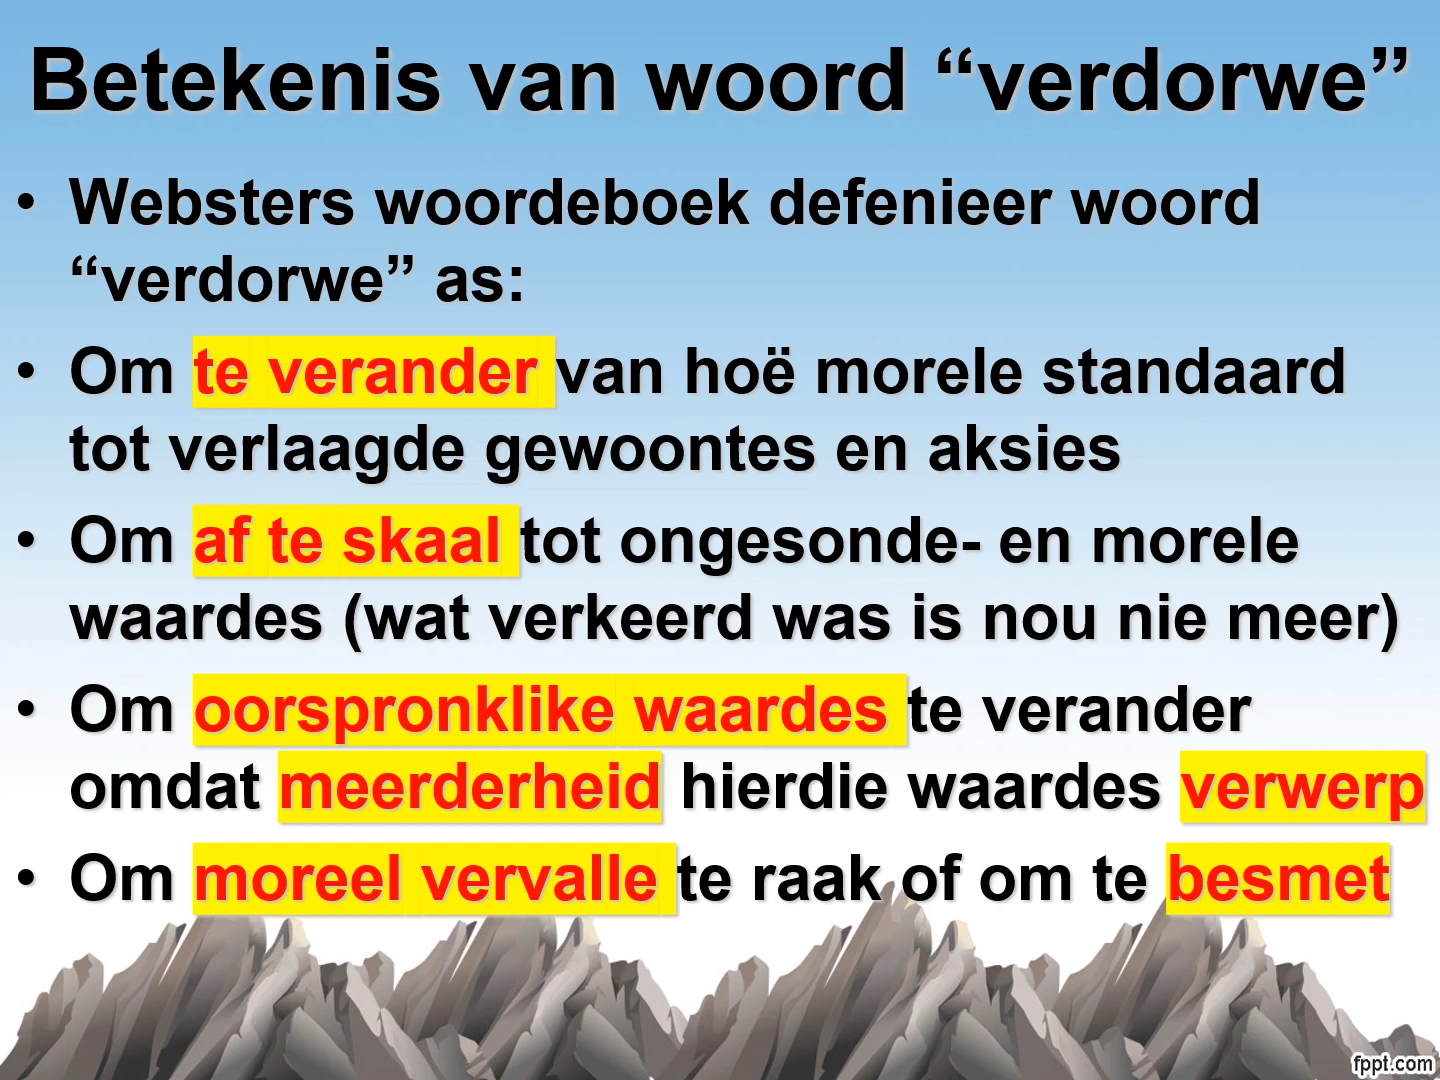 Betekenis van woord “verdorwe”
• Websters woordeboek defenieer woord
“verdorwe” as:
• Om te verander van hoë morele standaard
tot verlaagde gewoontes en aksies
• Om af te skaal tot ongesonde- en morele
waardes (wat verkeerd was is nou nie meer)
• Om oorspronklike waardes te verander
omdat meerderheid hierdie waardes verwerp
• Om moreel vervalle te raak of om te besmet
fppt.com